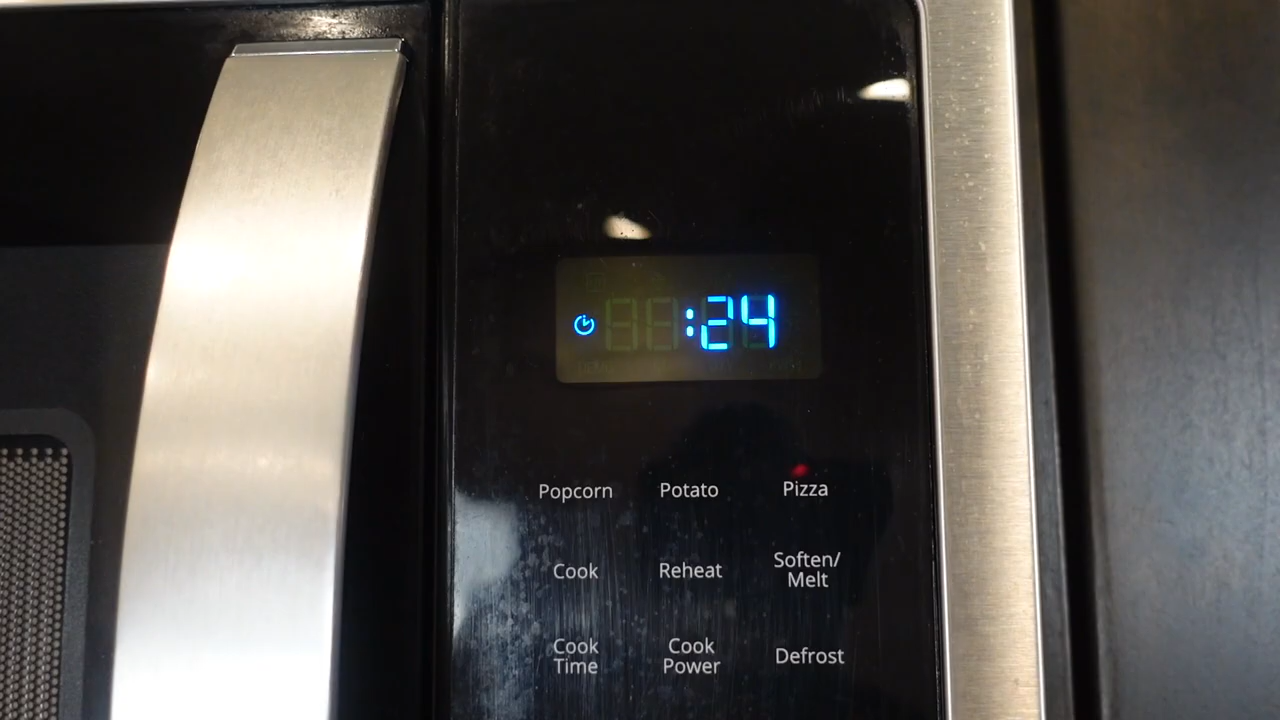 :24
Popcorn Potato Pizza
Cook Reheat Soften/
Melt
Cook Cook Defrost
Time Power